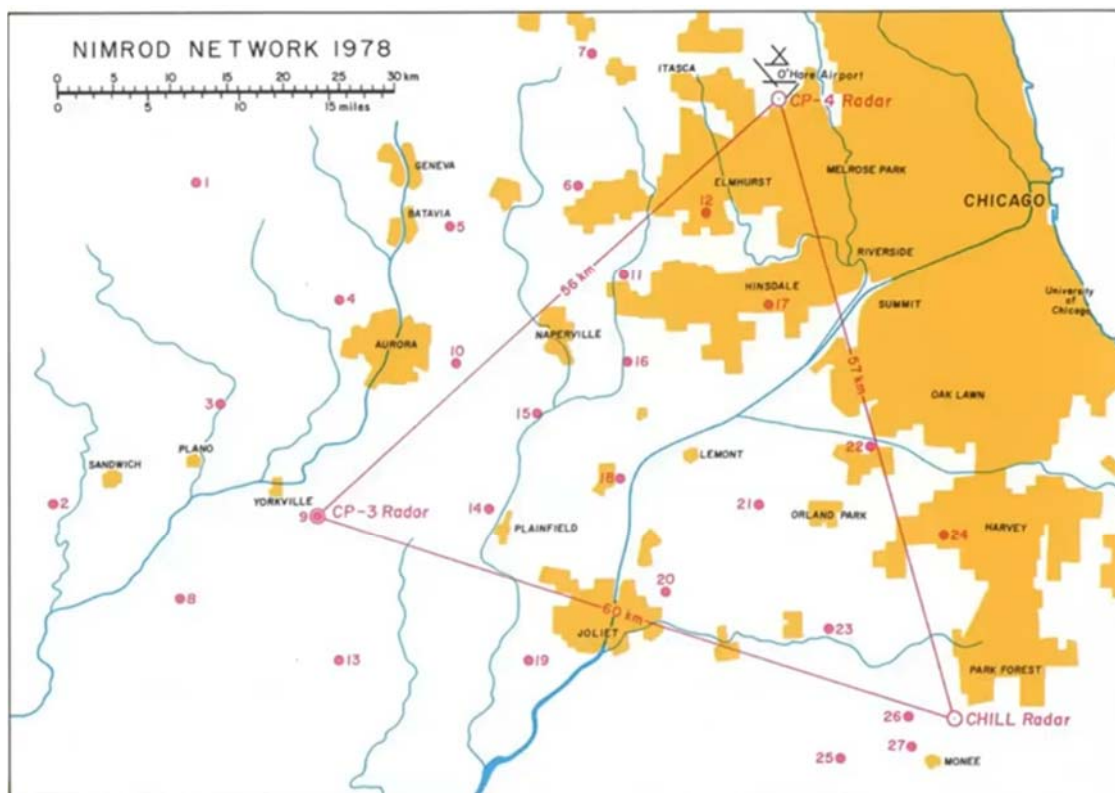 NIMROD NETWORK 1978
0 5 10 15 20 25 30 km
0 5 10 15 miles
7
ITASCA
O'Hare Airport
CP-4 Radar
GENEVA
1
6
ELMHURST
MELROSE PARK
CHICAGO
BATAVIA
5
12
RIVERSIDE
56 km
11
HINSDALE
University
of
Chicago
4
17
SUMMIT
NAPERVILLE
AURORA
10
16
57 km
OAK LAWN
3
15
22
PLANO
SANDWICH
LEMONT
18
2
YORKVILLE
9
CP-3 Radar
14
PLAINFIELD
21
ORLAND PARK
HARVEY
24
8
20
60 km
JOLIET
23
13
19
PARK FOREST
26
CHILL Radar
27
25
MONEE